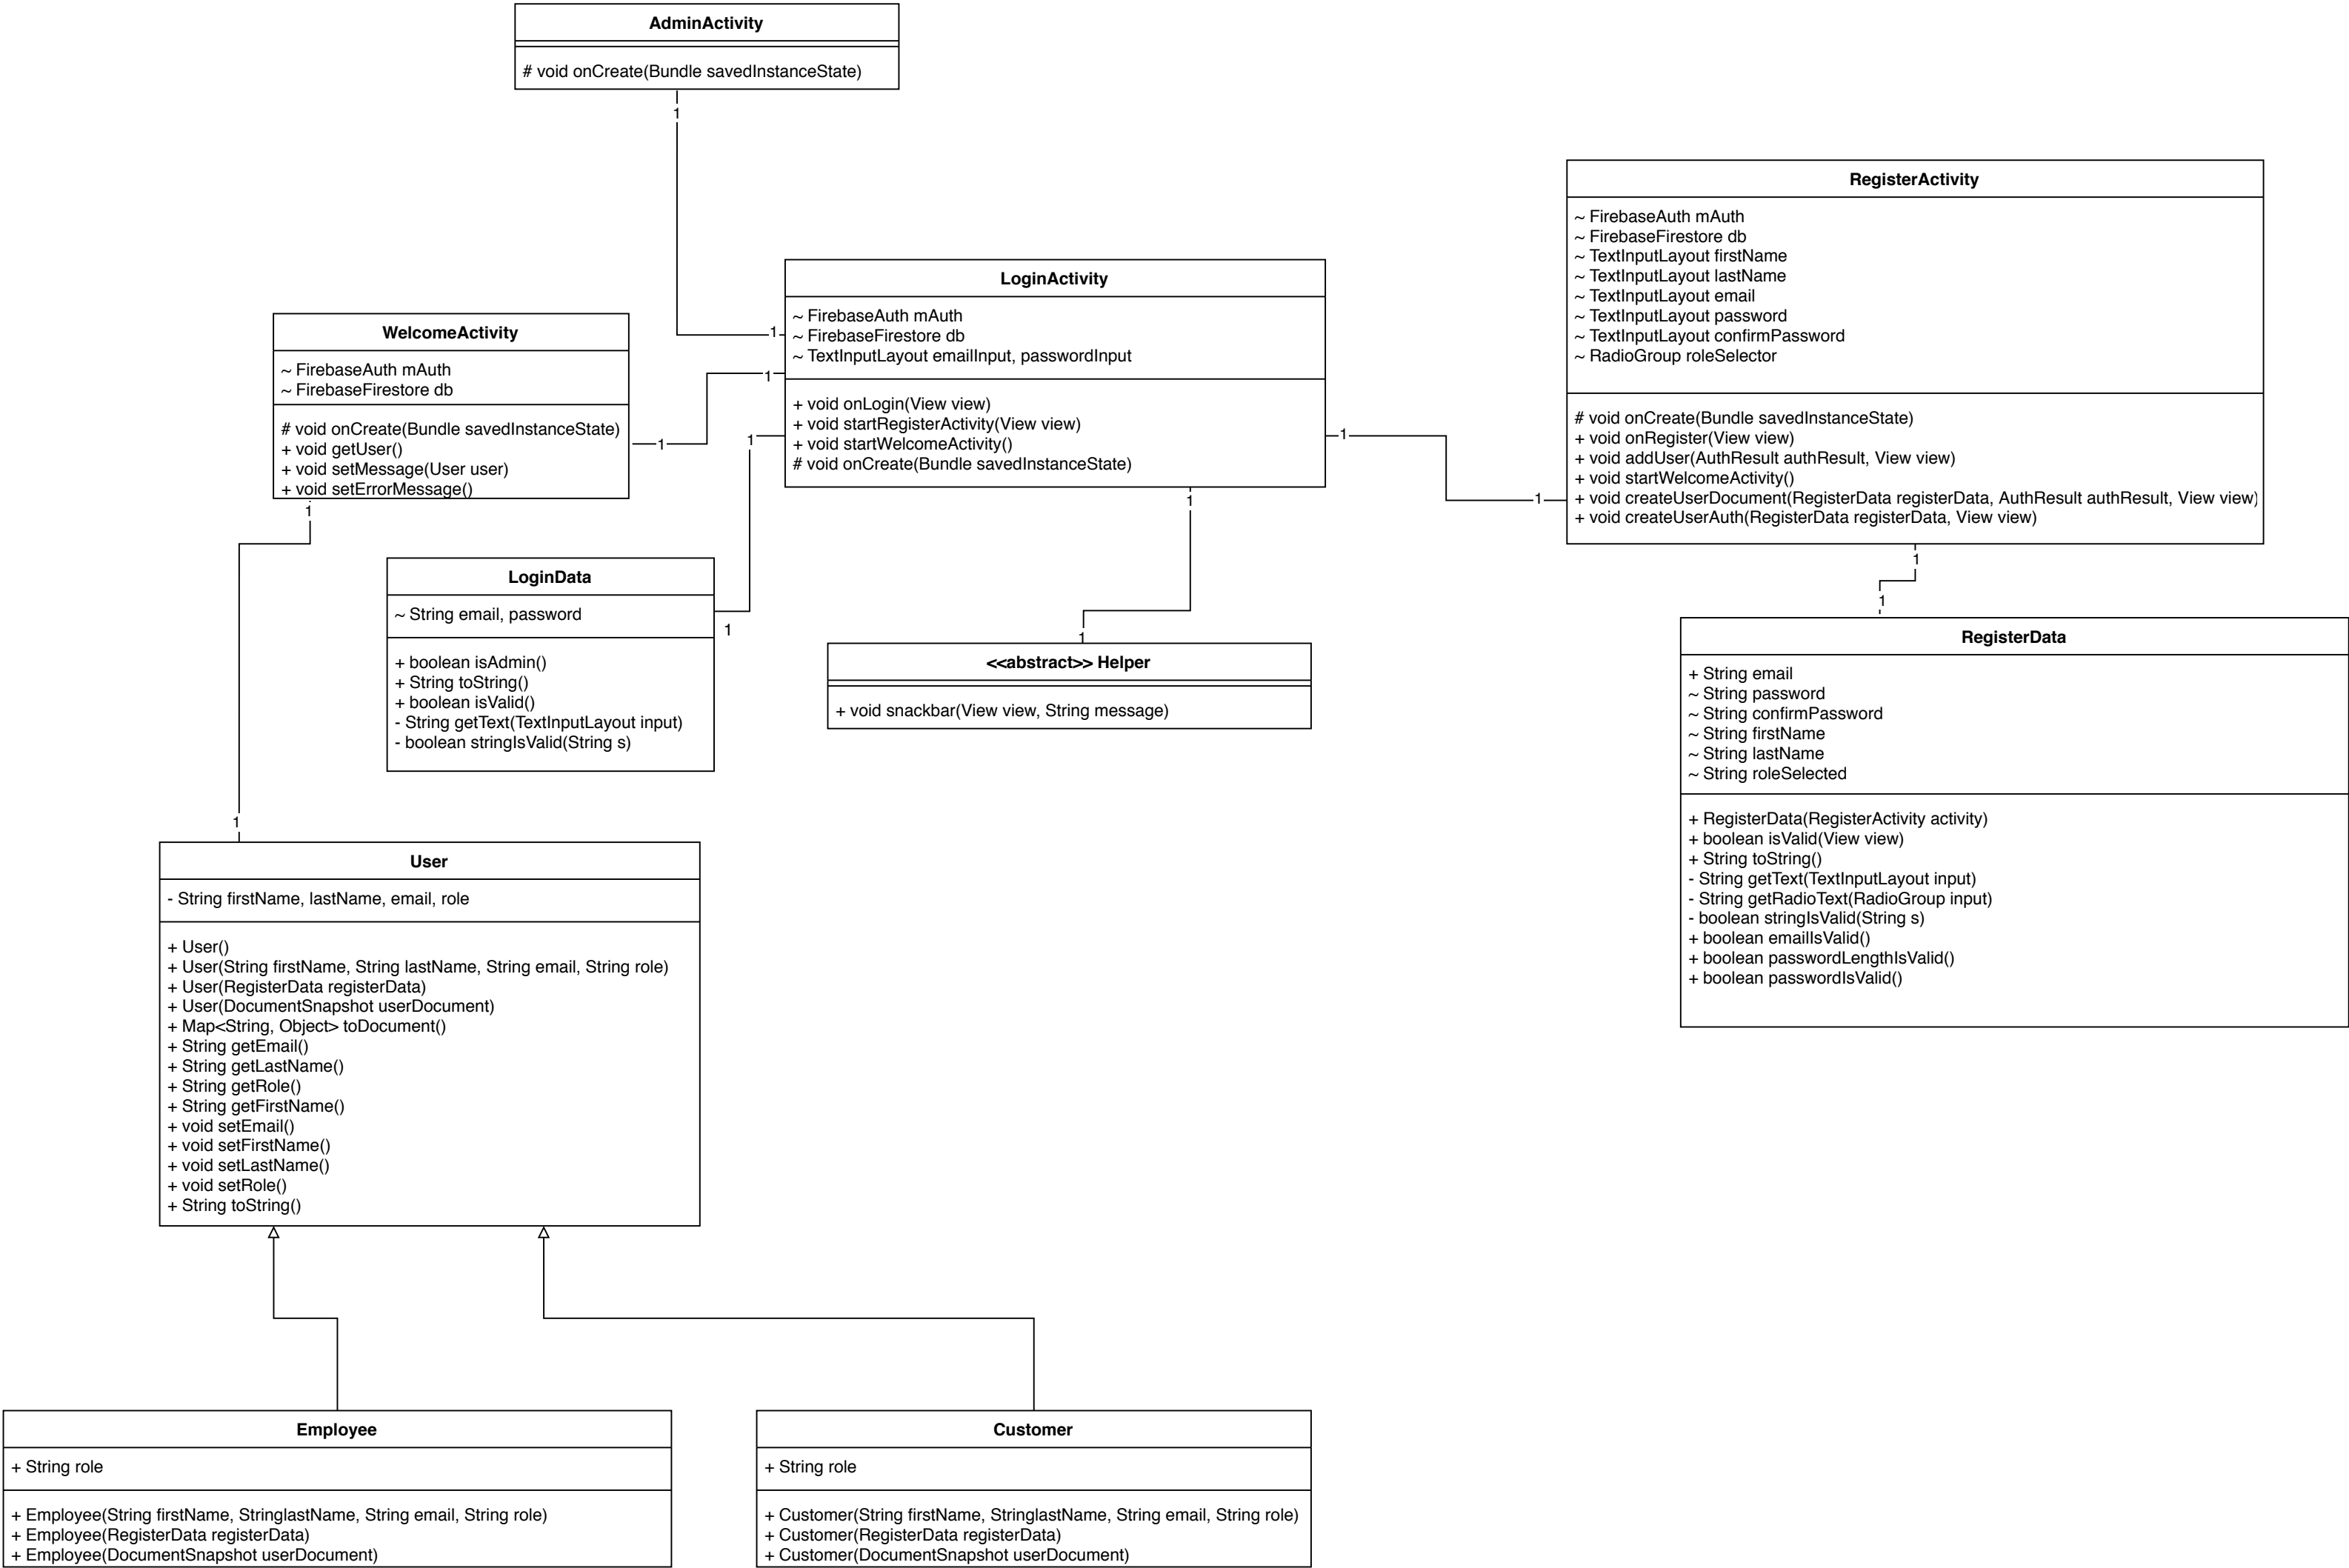 AdminActivity
# void onCreate(Bundle savedInstanceState)
1
RegisterActivity
~ FirebaseAuth mAuth
~ FirebaseFirestore db
~ TextInputLayout firstName
~ TextInputLayout lastName
~ TextInputLayout email
~ TextInputLayout password
~ TextInputLayout confirmPassword
~ RadioGroup roleSelector
# void onCreate(Bundle savedInstanceState)
+ void onRegister(View view)
+ void addUser(AuthResult authResult, View view)
+ void startWelcomeActivity()
+ void createUserDocument(RegisterData registerData, AuthResult authResult, View view)
+ void createUserAuth(RegisterData registerData, View view)
LoginActivity
~ FirebaseAuth mAuth
~ FirebaseFirestore db
~ TextInputLayout emailInput, passwordInput
+ void onLogin(View view)
+ void startRegisterActivity(View view)
+ void startWelcomeActivity()
# void onCreate(Bundle savedInstanceState)
1
1
1
1
1
1
1
WelcomeActivity
~ FirebaseAuth mAuth
~ FirebaseFirestore db
# void onCreate(Bundle savedInstanceState)
+ void getUser()
+ void setMessage(User user)
+ void setErrorMessage()
1
1
1
LoginData
~ String email, password
+ boolean isAdmin()
+ String toString()
+ boolean isValid()
- String getText(TextInputLayout input)
- boolean stringIsValid(String s)
1
1
<<abstract>> Helper
+ void snackbar(View view, String message)
1
RegisterData
+ String email
~ String password
~ String confirmPassword
~ String firstName
~ String lastName
~ String roleSelected
+ RegisterData(RegisterActivity activity)
+ boolean isValid(View view)
+ String toString()
- String getText(TextInputLayout input)
- String getRadioText(RadioGroup input)
- boolean stringIsValid(String s)
+ boolean emailIsValid()
+ boolean passwordLengthIsValid()
+ boolean passwordIsValid()
1
User
- String firstName, lastName, email, role
+ User()
+ User(String firstName, String lastName, String email, String role)
+ User(RegisterData registerData)
+ User(DocumentSnapshot userDocument)
+ Map<String, Object> toDocument()
+ String getEmail()
+ String getLastName()
+ String getRole()
+ String getFirstName()
+ void setEmail()
+ void setFirstName()
+ void setLastName()
+ void setRole()
+ String toString()
Employee
+ String role
+ Employee(String firstName, StringlastName, String email, String role)
+ Employee(RegisterData registerData)
+ Employee(DocumentSnapshot userDocument)
Customer
+ String role
+ Customer(String firstName, StringlastName, String email, String role)
+ Customer(RegisterData registerData)
+ Customer(DocumentSnapshot userDocument)